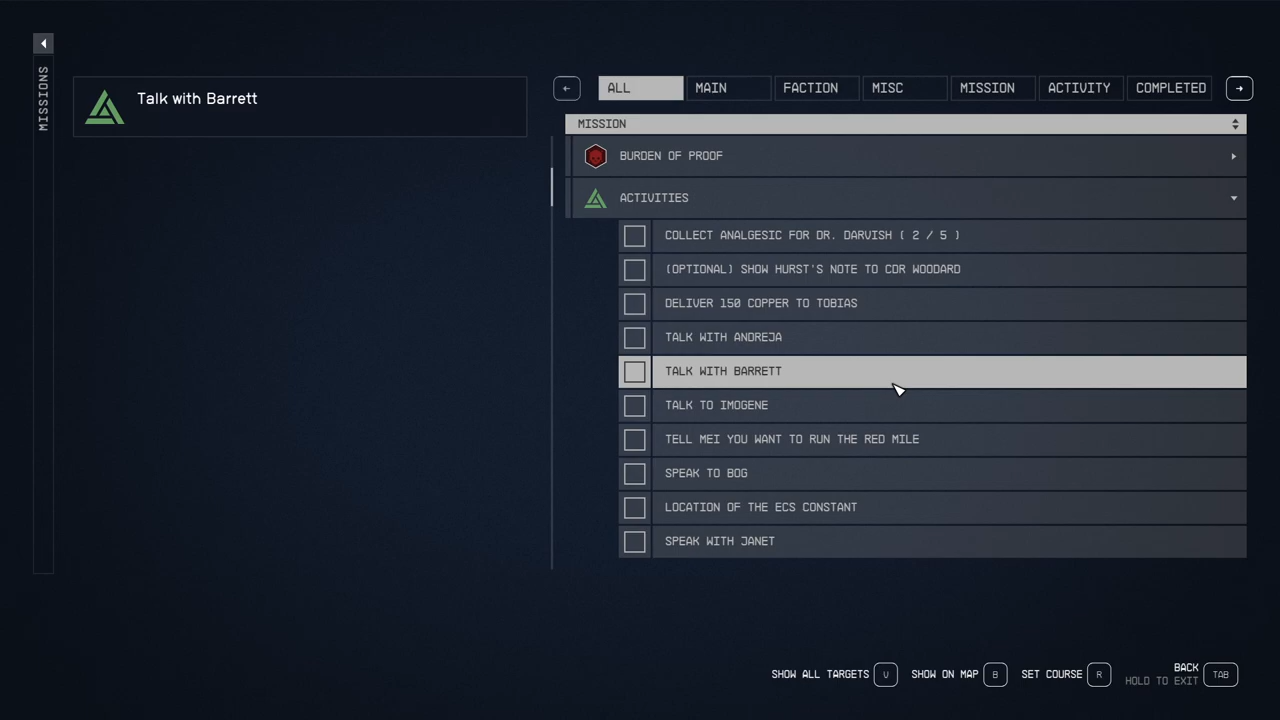 MISSIONS
Talk with Barrett
ALL MAIN FACTION MISC MISSION ACTIVITY COMPLETED
MISSION
BURDEN OF PROOF
ACTIVITIES
COLLECT ANALGESIC FOR DR. DARVISH ( 2 / 5 )
(OPTIONAL) SHOW HURST'S NOTE TO CDR WOODARD
DELIVER 150 COPPER TO TOBIAS
TALK WITH ANDREJA
TALK WITH BARRETT
TALK TO IMOGENE
TELL MEI YOU WANT TO RUN THE RED MILE
SPEAK TO BOG
LOCATION OF THE ECS CONSTANT
SPEAK WITH JANET
SHOW ALL TARGETS V SHOW ON MAP B SET COURSE R BACK TAB
HOLD TO EXIT